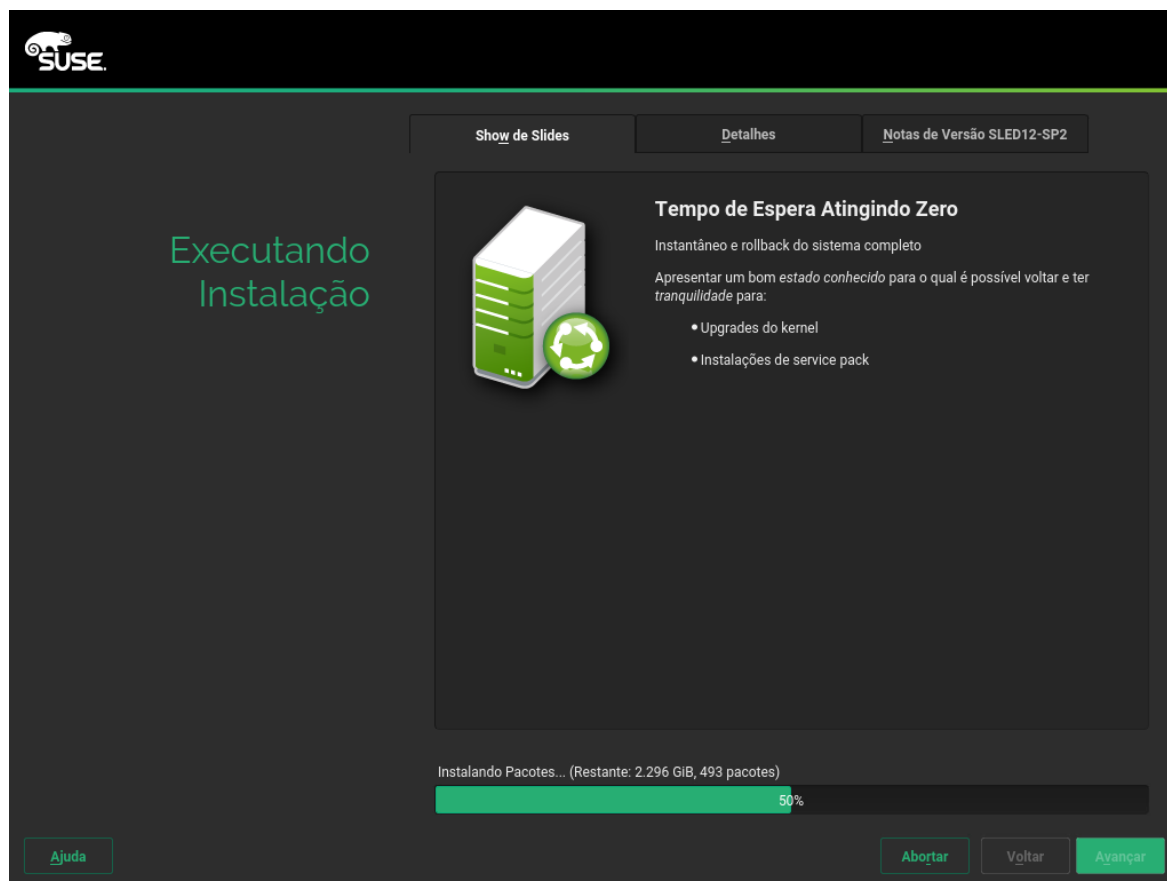 SUSE.
Show de Slides
Detalhes
Notas de Versão SLED12-SP2
Executando
Instalação
Tempo de Espera Atingindo Zero
Instantâneo e rollback do sistema completo
Apresentar um bom estado conhecido para o qual é possível voltar e ter
tranquilidade para:
• Upgrades do kernel
• Instalações de service pack
Instalando Pacotes... (Restante: 2.296 GiB, 493 pacotes)
50%
Ajuda
Abortar
Voltar
Avançar